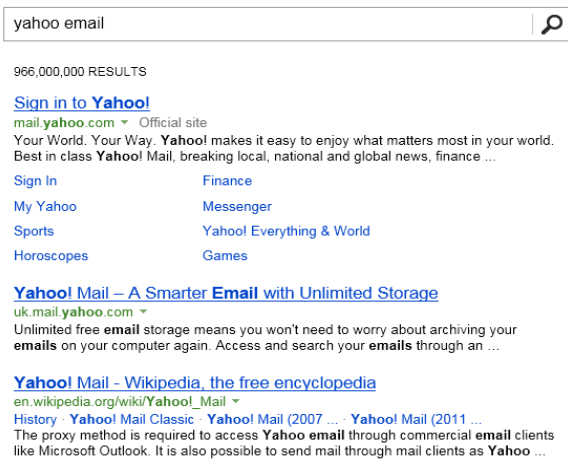 yahoo email
966,000,000 RESULTS
Sign in to Yahoo!
mail.yahoo.com Official site
Your World. Your Way. Yahoo! makes it easy to enjoy what matters most in your world.
Best in class Yahoo! Mail, breaking local, national and global news, finance ...
Sign In Finance
My Yahoo Messenger
Sports Yahoo! Everything & World
Horoscopes Games
Yahoo! Mail – A Smarter Email with Unlimited Storage
uk.mail.yahoo.com
Unlimited free email storage means you won't need to worry about archiving your
emails on your computer again. Access and search your emails through an ...
Yahoo! Mail - Wikipedia, the free encyclopedia
en.wikipedia.org/wiki/Yahoo!_Mail
History · Yahoo! Mail Classic · Yahoo! Mail (2007 ... · Yahoo! Mail (2011 ...
The proxy method is required to access Yahoo email through commercial email clients
like Microsoft Outlook. It is also possible to send mail through mail clients as Yahoo ...